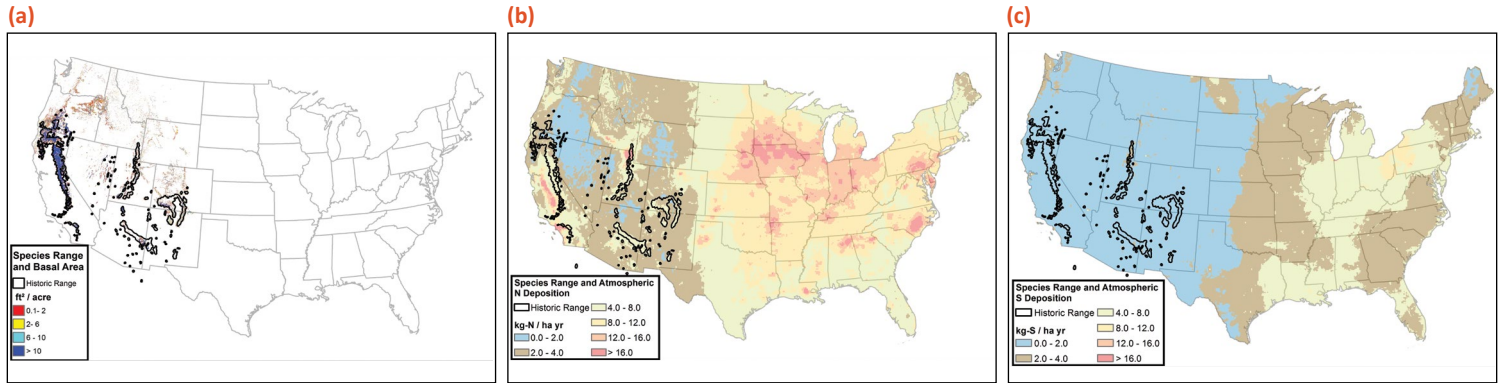 (a)
(b)
(c)
Species Range
and Basal Area
Historic Range
ft² / acre
0.1- 2
2- 6
6 - 10
> 10
Species Range and Atmospheric
N Deposition
Historic Range
kg-N / ha yr
0.0 - 2.0
2.0 - 4.0
4.0 - 8.0
8.0 - 12.0
12.0 - 16.0
> 16.0
Species Range and Atmospheric
S Deposition
Historic Range
kg-S / ha yr
0.0 - 2.0
2.0 - 4.0
4.0 - 8.0
8.0 - 12.0
12.0 - 16.0
> 16.0